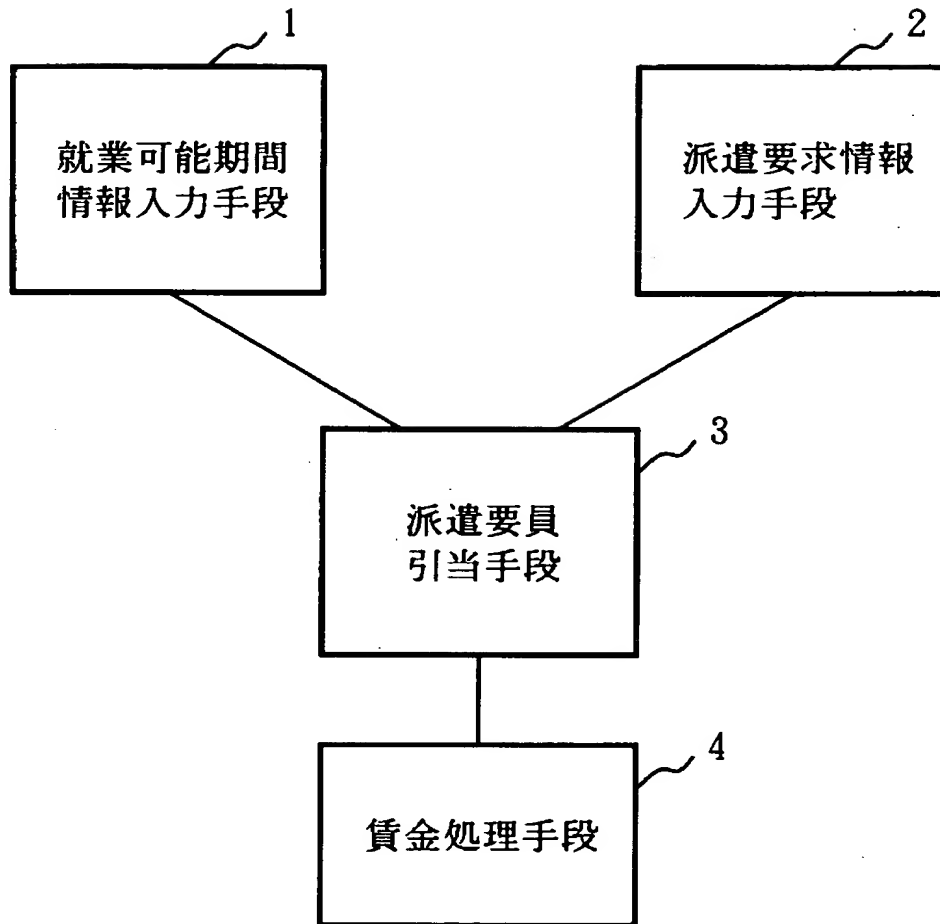 1
就業可能期間
情報入力手段
2
派遣要求情報
入力手段
3
派遣要員
引当手段
4
賃金処理手段